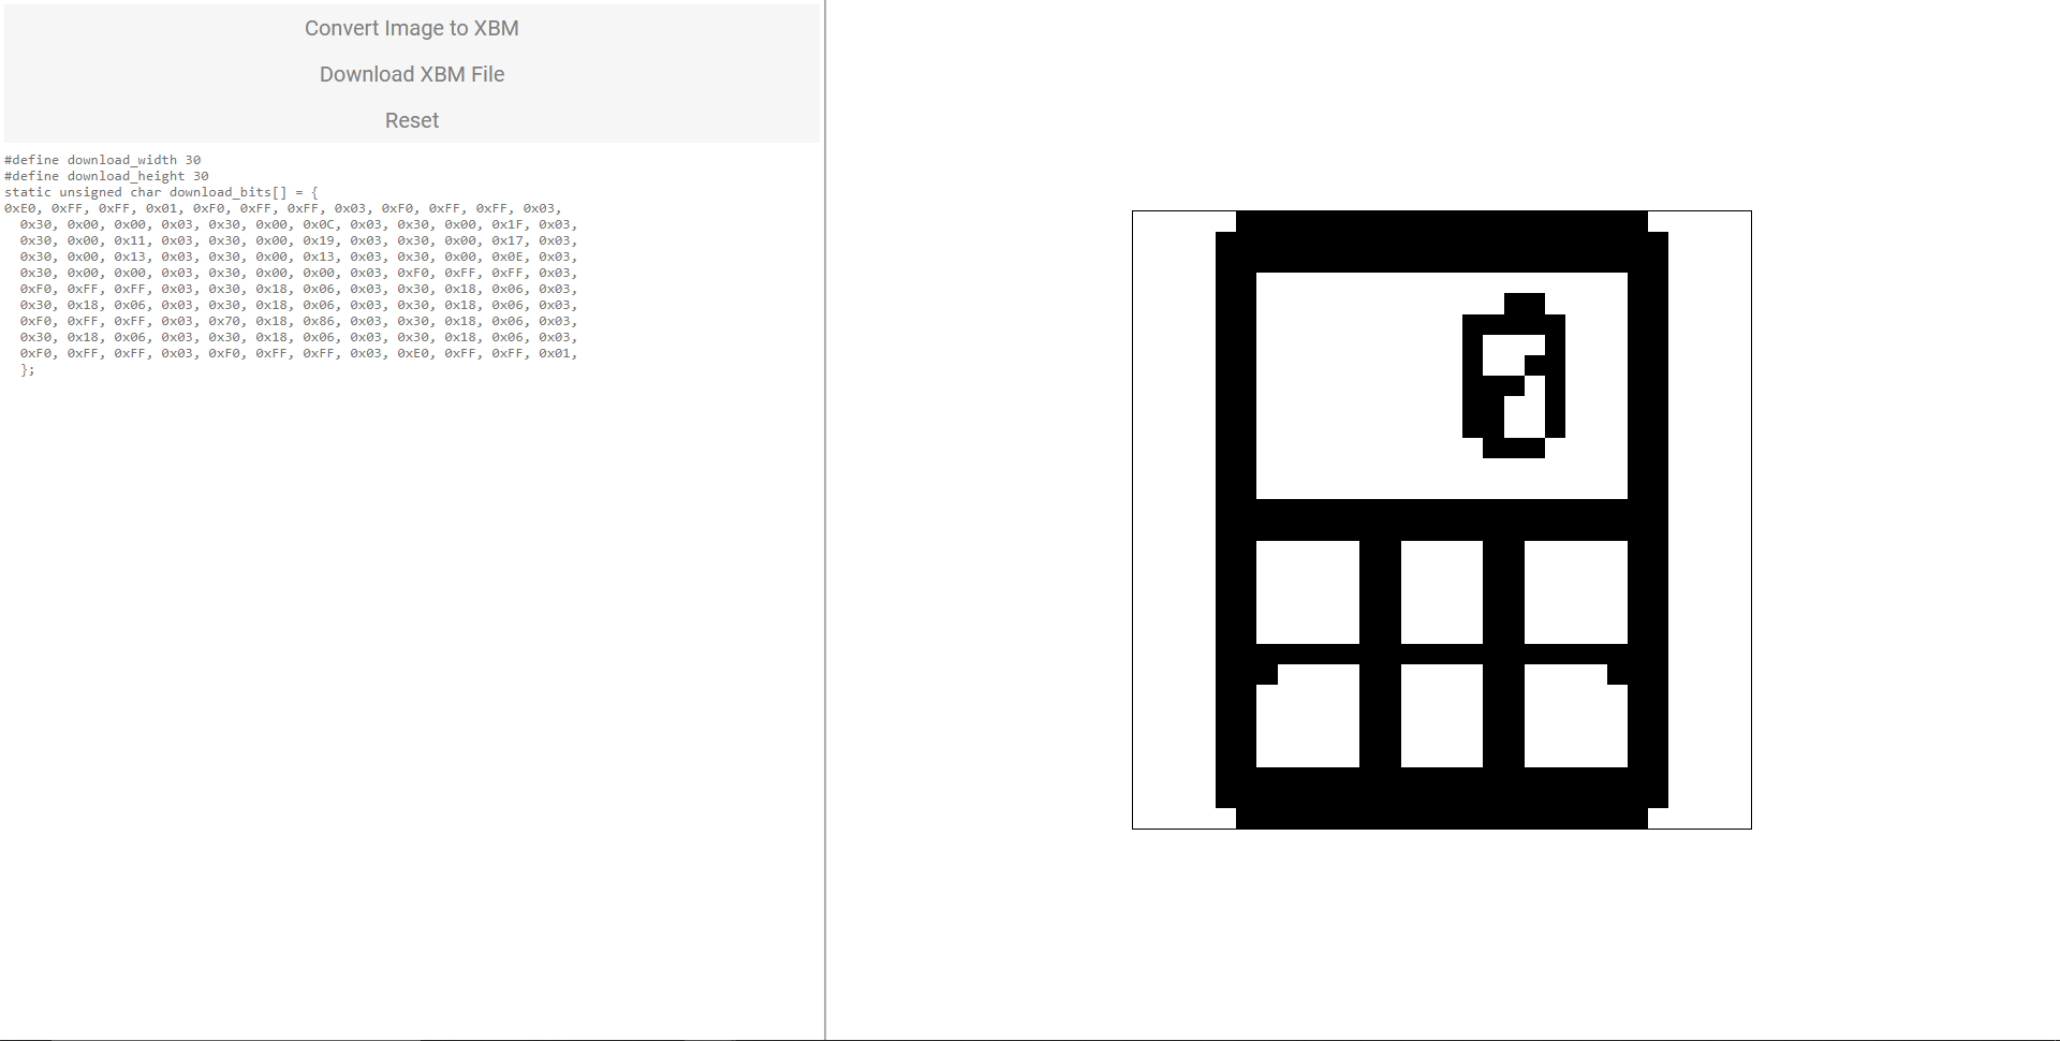 Convert Image to XBM
Download XBM File
Reset
#define download_width 30
#define download_height 30
static unsigned char download_bits[] = {
0xE0, 0xFF, 0xFF, 0x01, 0xF0, 0xFF, 0xFF, 0x03, 0xF0, 0xFF, 0xFF, 0x03,
0x30, 0x00, 0x00, 0x03, 0x30, 0x00, 0x0C, 0x03, 0x30, 0x00, 0x1F, 0x03,
0x30, 0x00, 0x11, 0x03, 0x30, 0x00, 0x19, 0x03, 0x30, 0x00, 0x17, 0x03,
0x30, 0x00, 0x13, 0x03, 0x30, 0x00, 0x13, 0x03, 0x30, 0x00, 0x0E, 0x03,
0x30, 0x00, 0x00, 0x03, 0x30, 0x00, 0x00, 0x03, 0xF0, 0xFF, 0xFF, 0x03,
0xF0, 0xFF, 0xFF, 0x03, 0x30, 0x18, 0x06, 0x03, 0x30, 0x18, 0x06, 0x03,
0x30, 0x18, 0x06, 0x03, 0x30, 0x18, 0x06, 0x03, 0x30, 0x18, 0x06, 0x03,
0xF0, 0xFF, 0xFF, 0x03, 0x70, 0x18, 0x86, 0x03, 0x30, 0x18, 0x06, 0x03,
0x30, 0x18, 0x06, 0x03, 0x30, 0x18, 0x06, 0x03, 0x30, 0x18, 0x06, 0x03,
0xF0, 0xFF, 0xFF, 0x03, 0xF0, 0xFF, 0xFF, 0x03, 0xE0, 0xFF, 0xFF, 0x01,
};